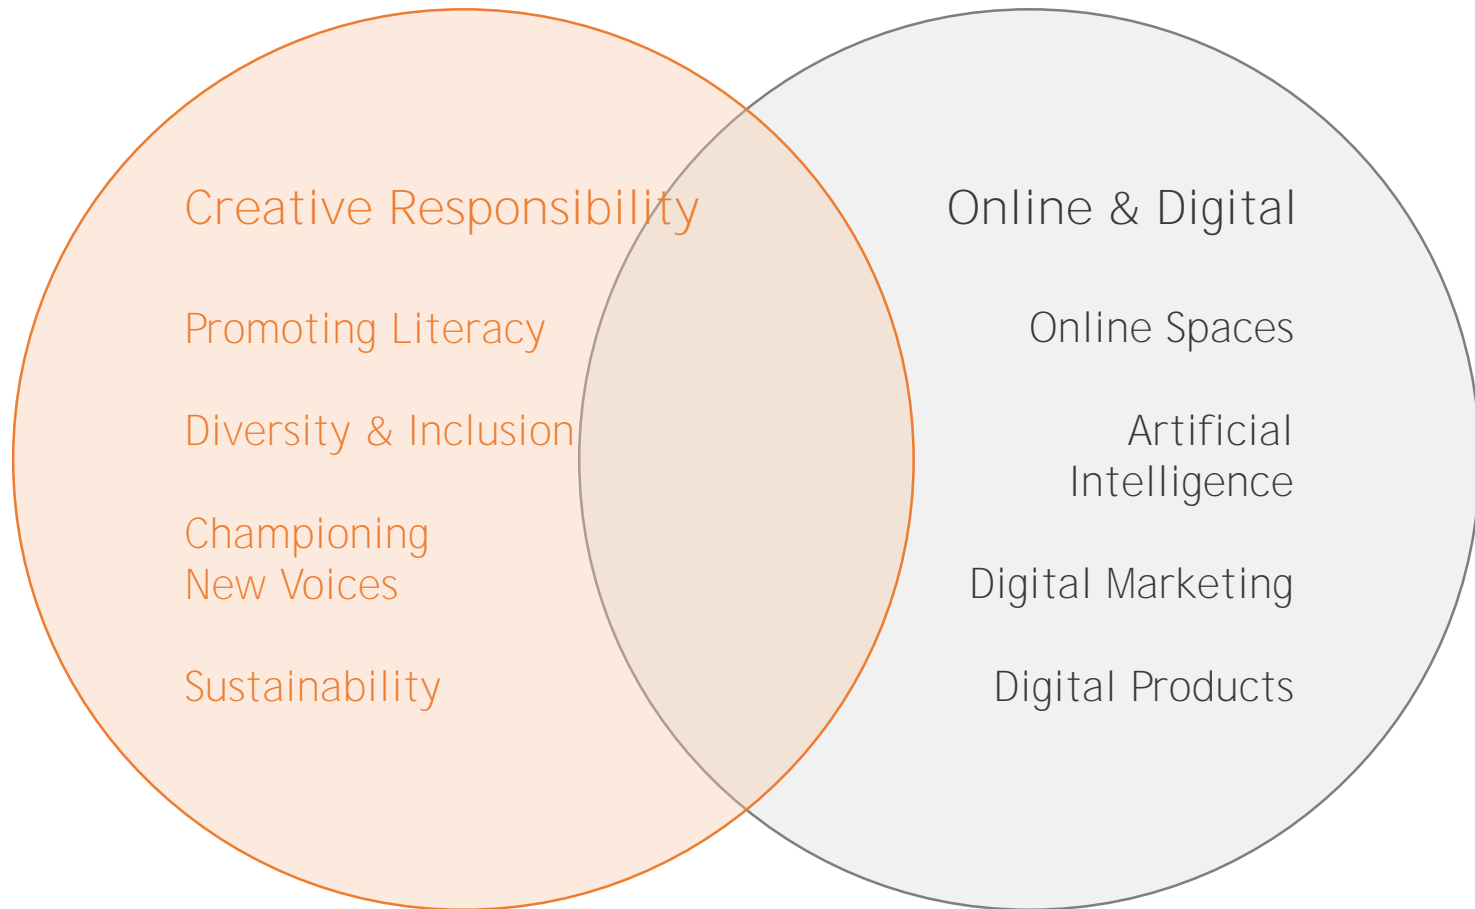 Creative Responsibility
Promoting Literacy
Diversity & Inclusion
Championing
New Voices
Sustainability
Online & Digital
Online Spaces
Artificial
Intelligence
Digital Marketing
Digital Products